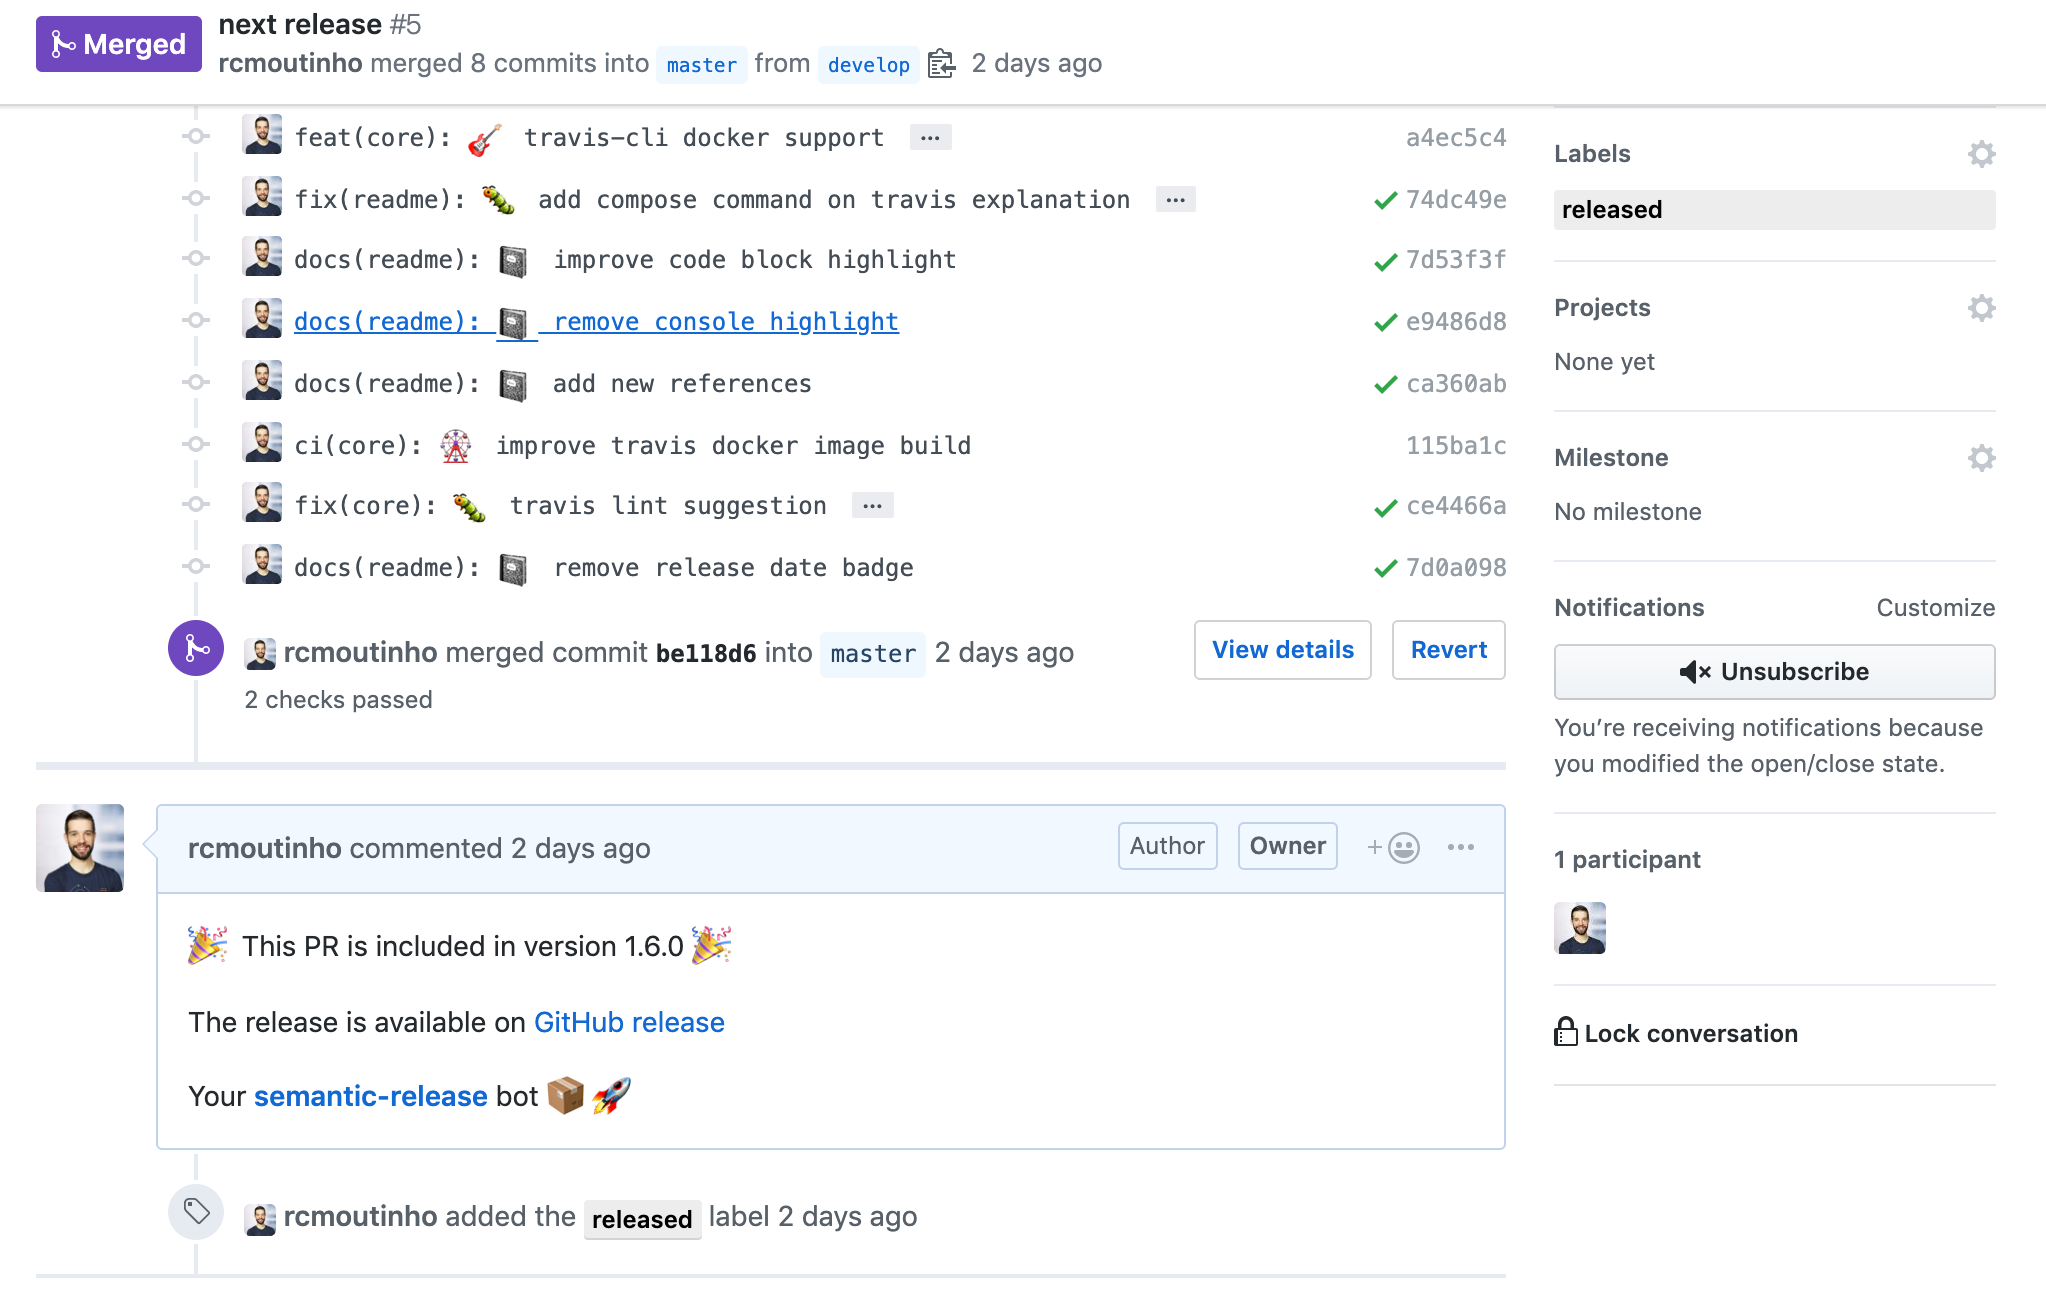 Merged
next release #5
rcmoutinho merged 8 commits into master from develop 2 days ago
feat(core): 🎸 travis-cli docker support ...
a4ec5c4
fix(readme): 🐛 add compose command on travis explanation ...
74dc49e
docs(readme): 📓 improve code block highlight
7d53f3f
docs(readme): 📓 remove console highlight
e9486d8
docs(readme): 📓 add new references
ca360ab
ci(core): 🎡 improve travis docker image build
115ba1c
fix(core): 🐛 travis lint suggestion ...
ce4466a
docs(readme): 📓 remove release date badge
7d0a098
rcmoutinho merged commit be118d6 into master 2 days ago
View details
Revert
2 checks passed
rcmoutinho commented 2 days ago
Author
Owner
🎉 This PR is included in version 1.6.0 🎉
The release is available on GitHub release
Your semantic-release bot 📦🚀
rcmoutinho added the released label 2 days ago
Labels
released
Projects
None yet
Milestone
No milestone
Notifications
Customize
Unsubscribe
You’re receiving notifications because
you modified the open/close state.
1 participant
Lock conversation